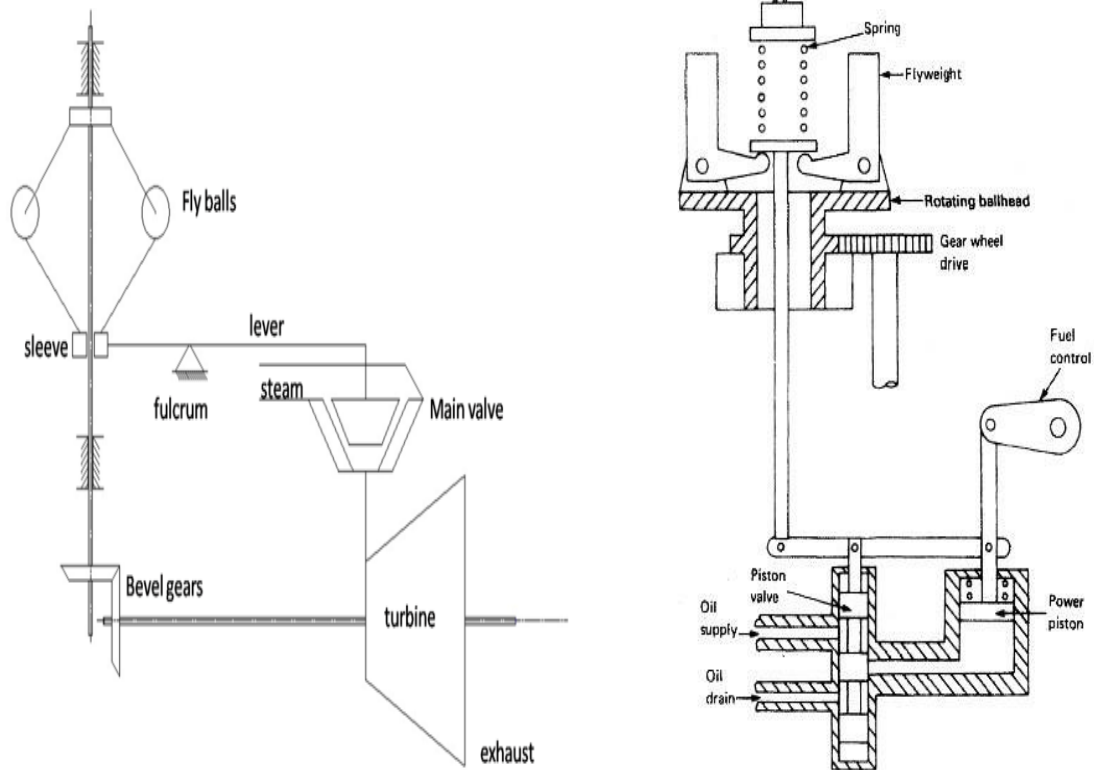 Fly balls
sleeve
lever
fulcrum
steam
Main valve
Bevel gears
turbine
exhaust
Spring
Flyweight
Rotating ballhead
Gear wheel
drive
Fuel
control
Piston
valve
Oil
supply
Power
piston
Oil
drain